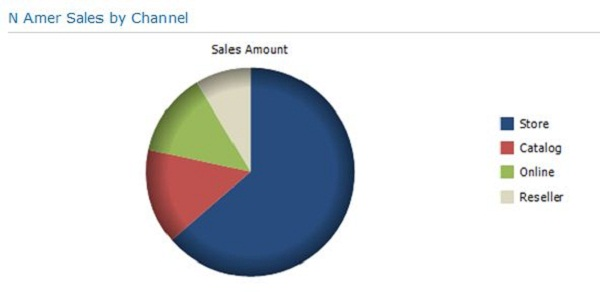 N Amer Sales by Channel
Sales Amount
Store
Catalog
Online
Reseller